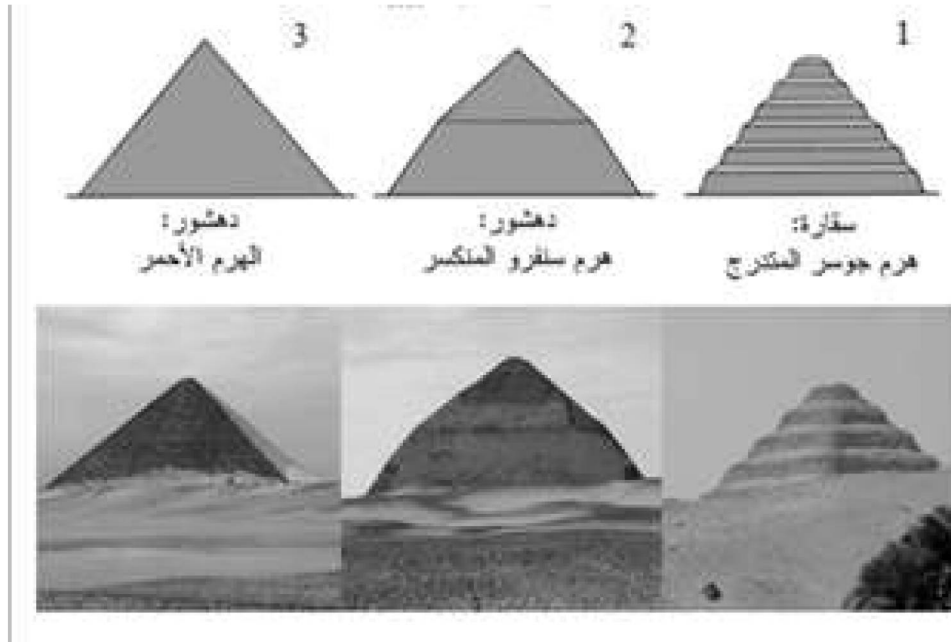 1
سقارة:
هرم جوسر المتدرج
2
دهشور:
هرم سنفرو المنكسر
3
دهشور:
الهرم الأحمر